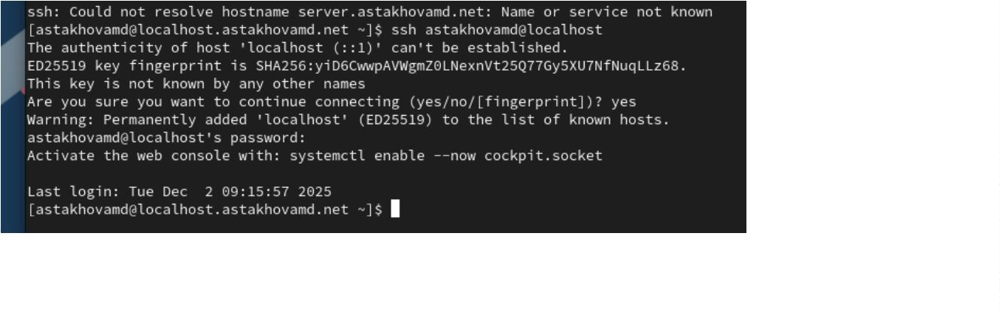 ssh: Could not resolve hostname server.astakhovamd.net: Name or service not known
[astakhovamd@localhost.astakhovamd.net ~]$ ssh astakhovamd@localhost
The authenticity of host 'localhost (::1)' can't be established.
ED25519 key fingerprint is SHA256:yiD6CwwpAVWgmZ0LNexnVt25Q77Gy5XU7NfNuqLLz68.
This key is not known by any other names
Are you sure you want to continue connecting (yes/no/[fingerprint])? yes
Warning: Permanently added 'localhost' (ED25519) to the list of known hosts.
astakhovamd@localhost's password:
Activate the web console with: systemctl enable --now cockpit.socket
Last login: Tue Dec  2 09:15:57 2025
[astakhovamd@localhost.astakhovamd.net ~]$